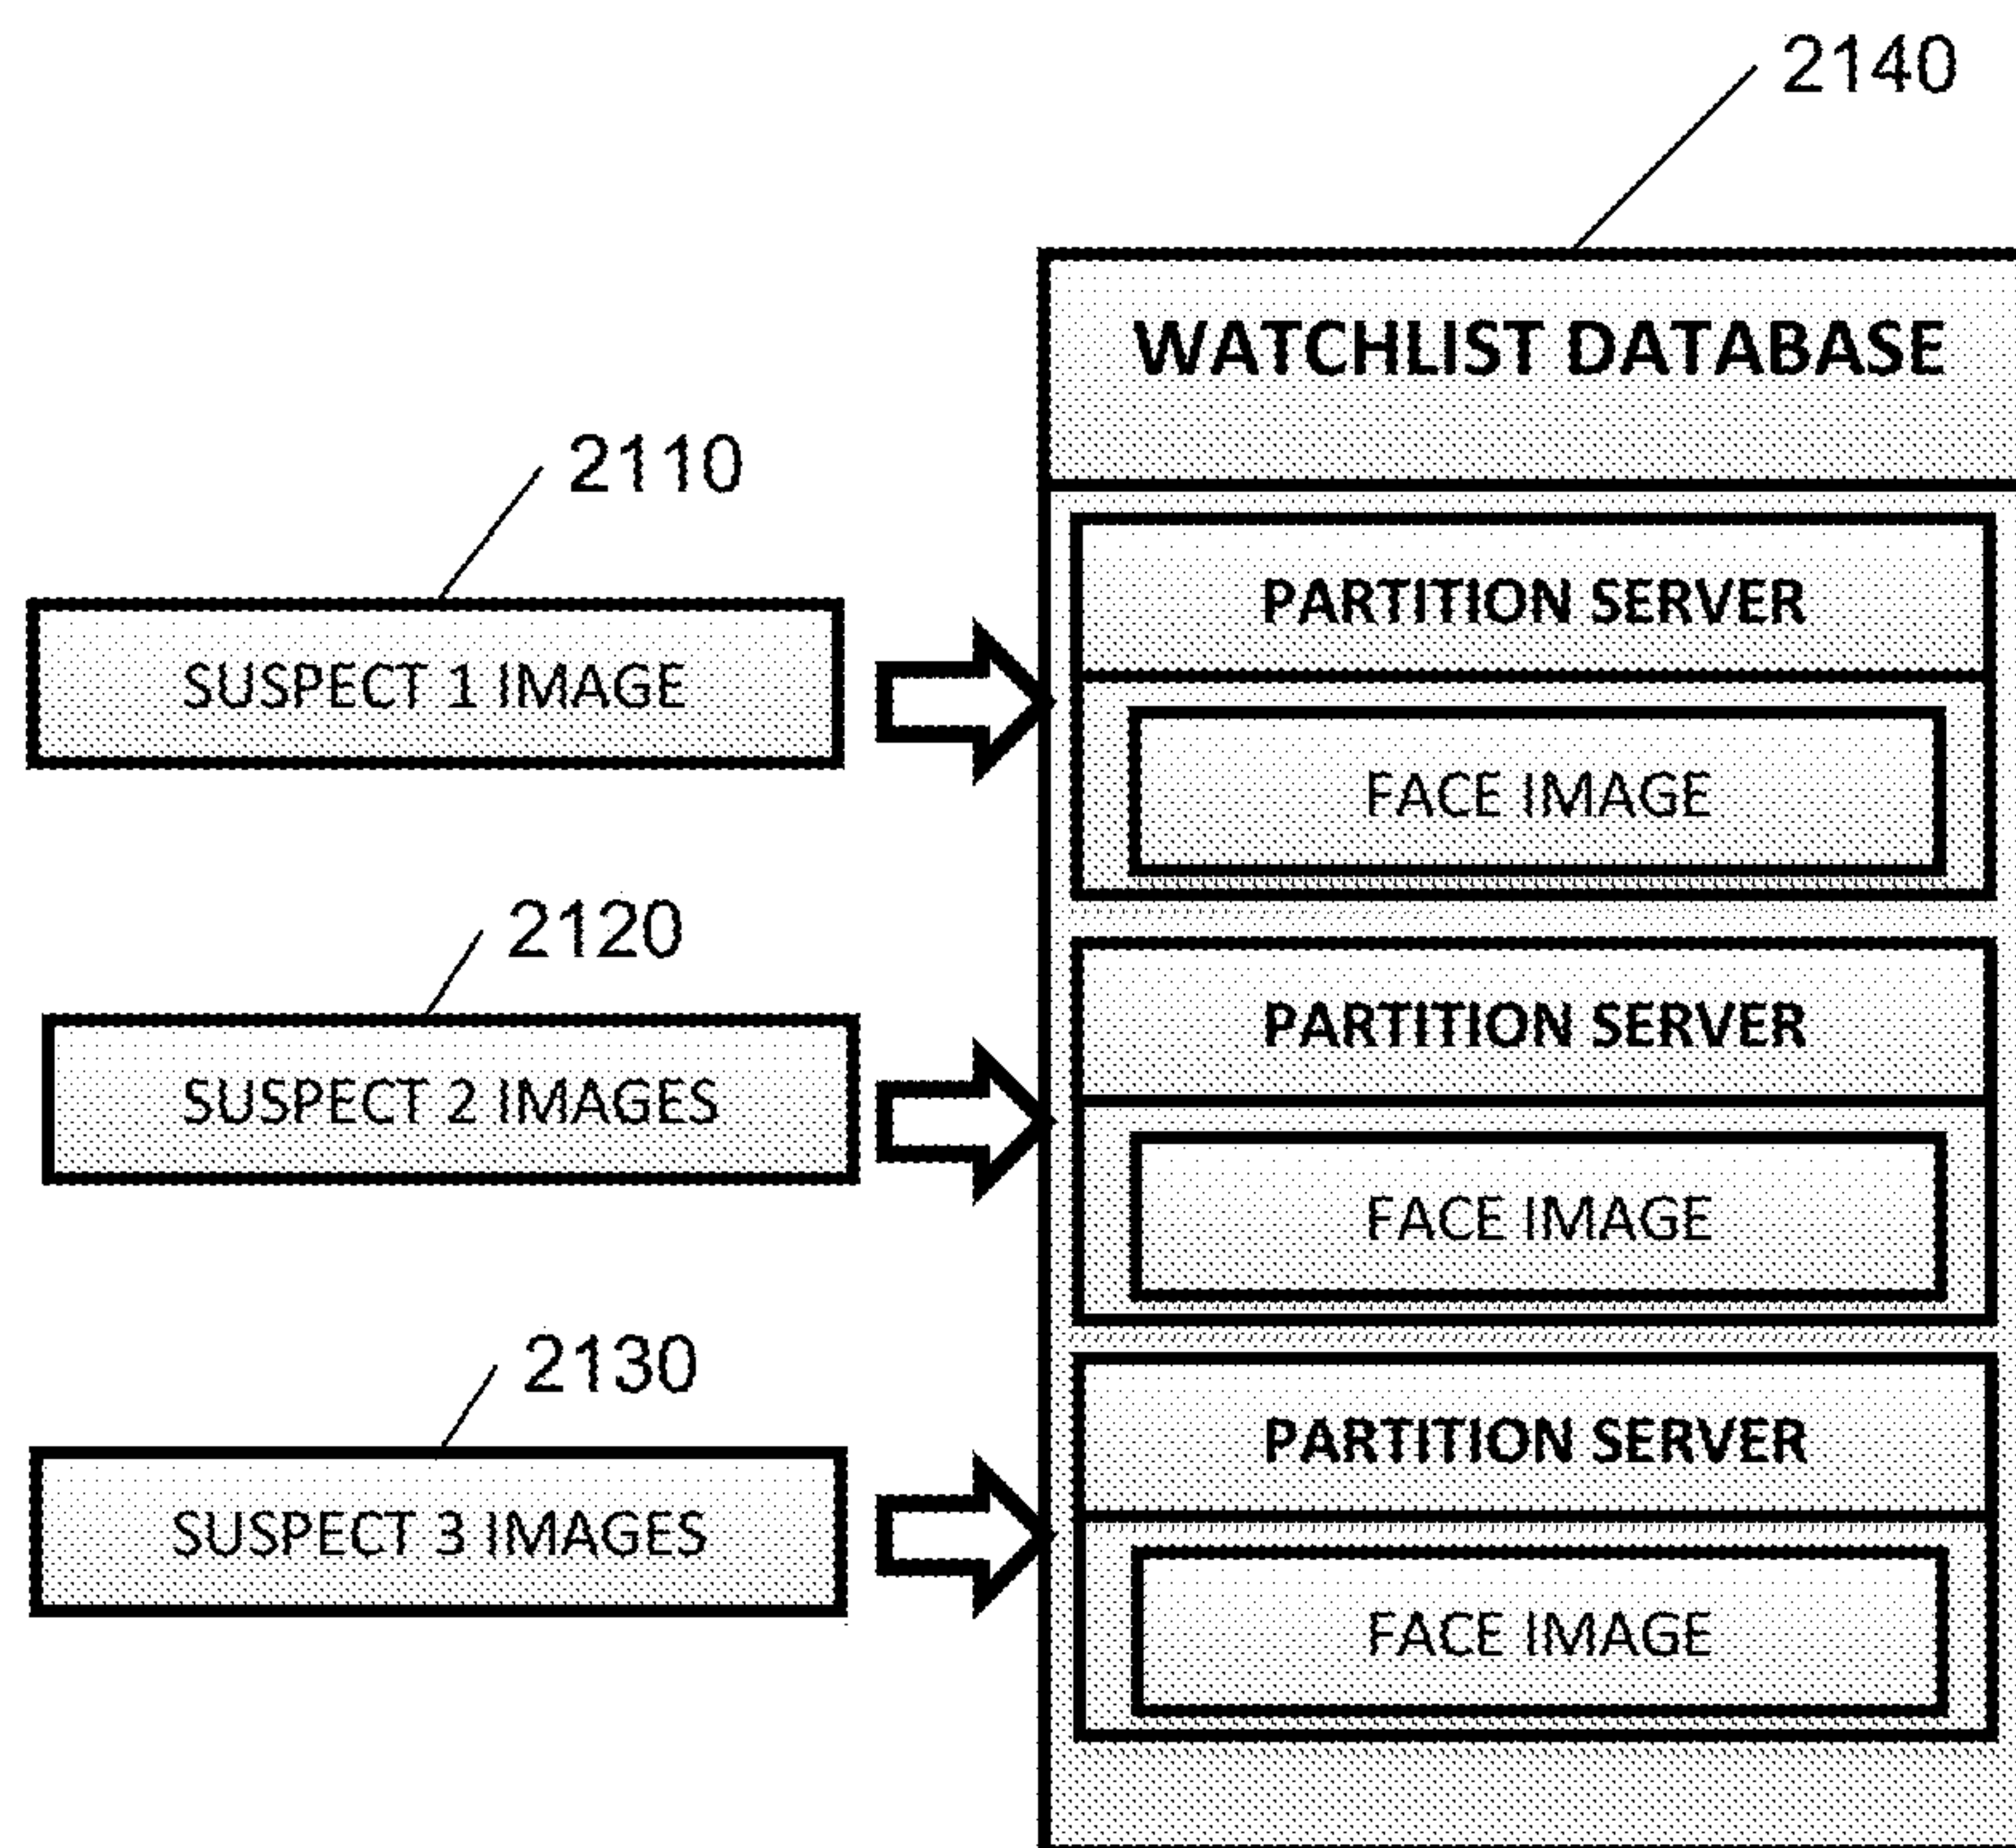 2140
WATCHLIST DATABASE
2110
SUSPECT 1 IMAGE
PARTITION SERVER
FACE IMAGE
2120
SUSPECT 2 IMAGES
PARTITION SERVER
FACE IMAGE
2130
SUSPECT 3 IMAGES
PARTITION SERVER
FACE IMAGE